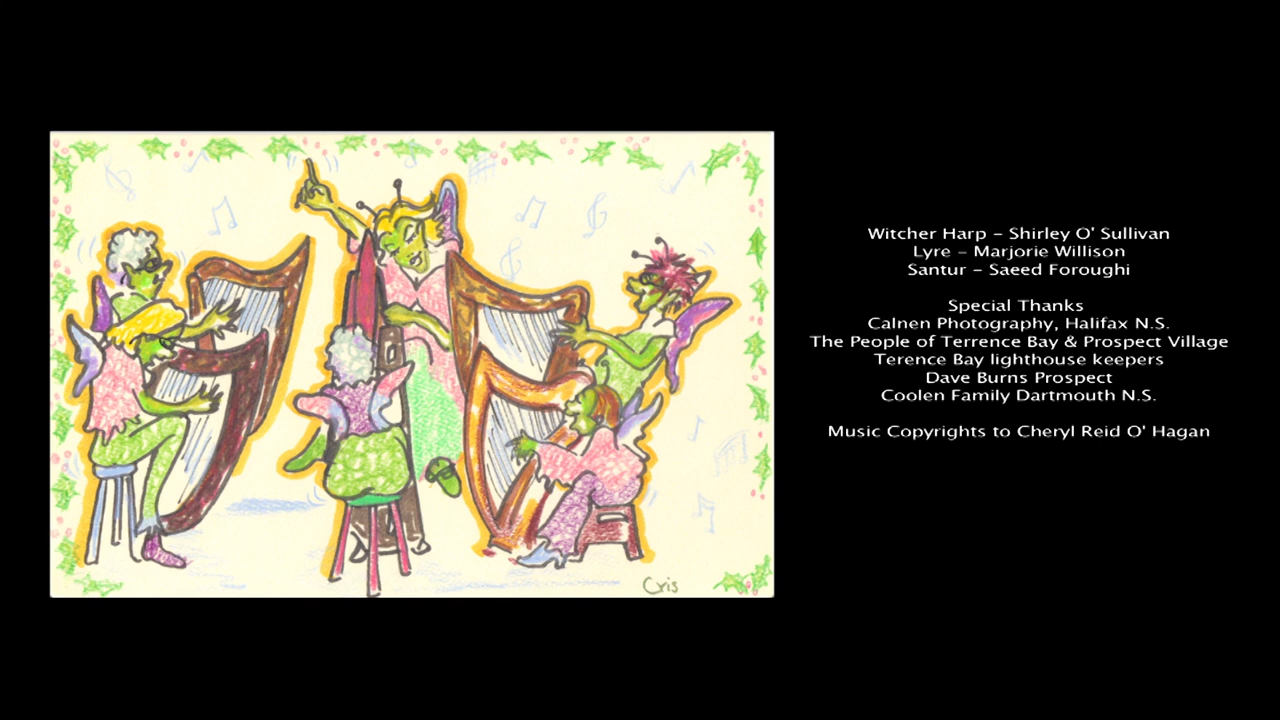 Witcher Harp – Shirley O' Sullivan
Lyre – Marjorie Willison
Santur – Saeed Foroughi
Special Thanks
Calnen Photography, Halifax N.S.
The People of Terrence Bay & Prospect Village
Terence Bay lighthouse keepers
Dave Burns Prospect
Coolen Family Dartmouth N.S.
Music Copyrights to Cheryl Reid O' Hagan
Cris